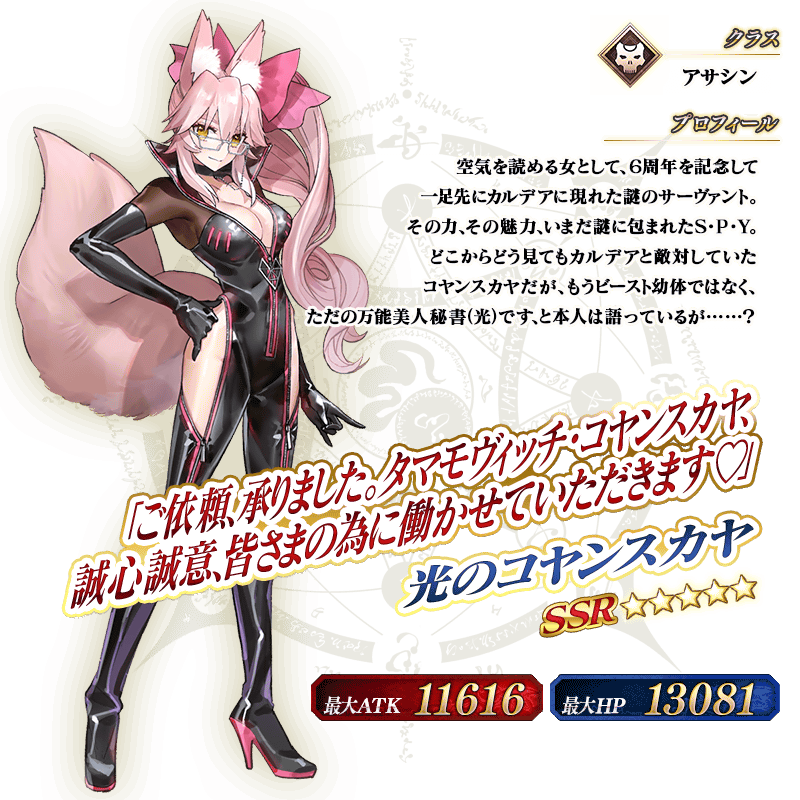 クラス
アサシン
プロフィール
空気を読める女として、6周年を記念して
一足先にカルデアに現れた謎のサーヴァント。
その力、その魅力、いまだ謎に包まれたS・P・Y。
どこからどう見てもカルデアと敵対していた
コヤンスカヤだが、もうビースト幼体ではなく、
ただの万能美人秘書(光)です、と本人は語っているが……?
「ご依頼、承りました。タマモヴィッチ・コヤンスカヤ、
誠心誠意、皆さまの為に働かせていただきます♡」
光のコヤンスカヤ
SSR ☆☆☆☆☆
最大ATK 11616
最大HP 13081